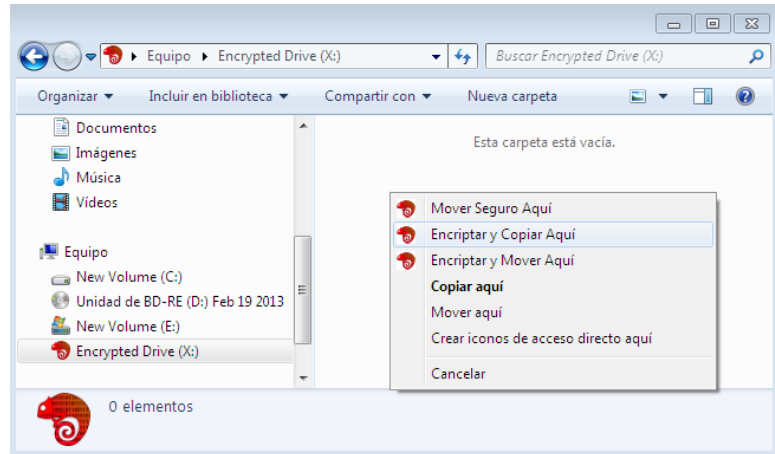 Equipo Encrypted Drive (X:) Buscar Encrypted Drive (X:)
Organizar Incluir en biblioteca Compartir con Nueva carpeta
Documentos
Imágenes
Música
Vídeos
Equipo
New Volume (C:)
Unidad de BD-RE (D:) Feb 19 2013
New Volume (E:)
Encrypted Drive (X:)
Esta carpeta está vacía.
Mover Seguro Aquí
Encriptar y Copiar Aquí
Encriptar y Mover Aquí
Copiar aquí
Mover aquí
Crear iconos de acceso directo aquí
Cancelar
0 elementos